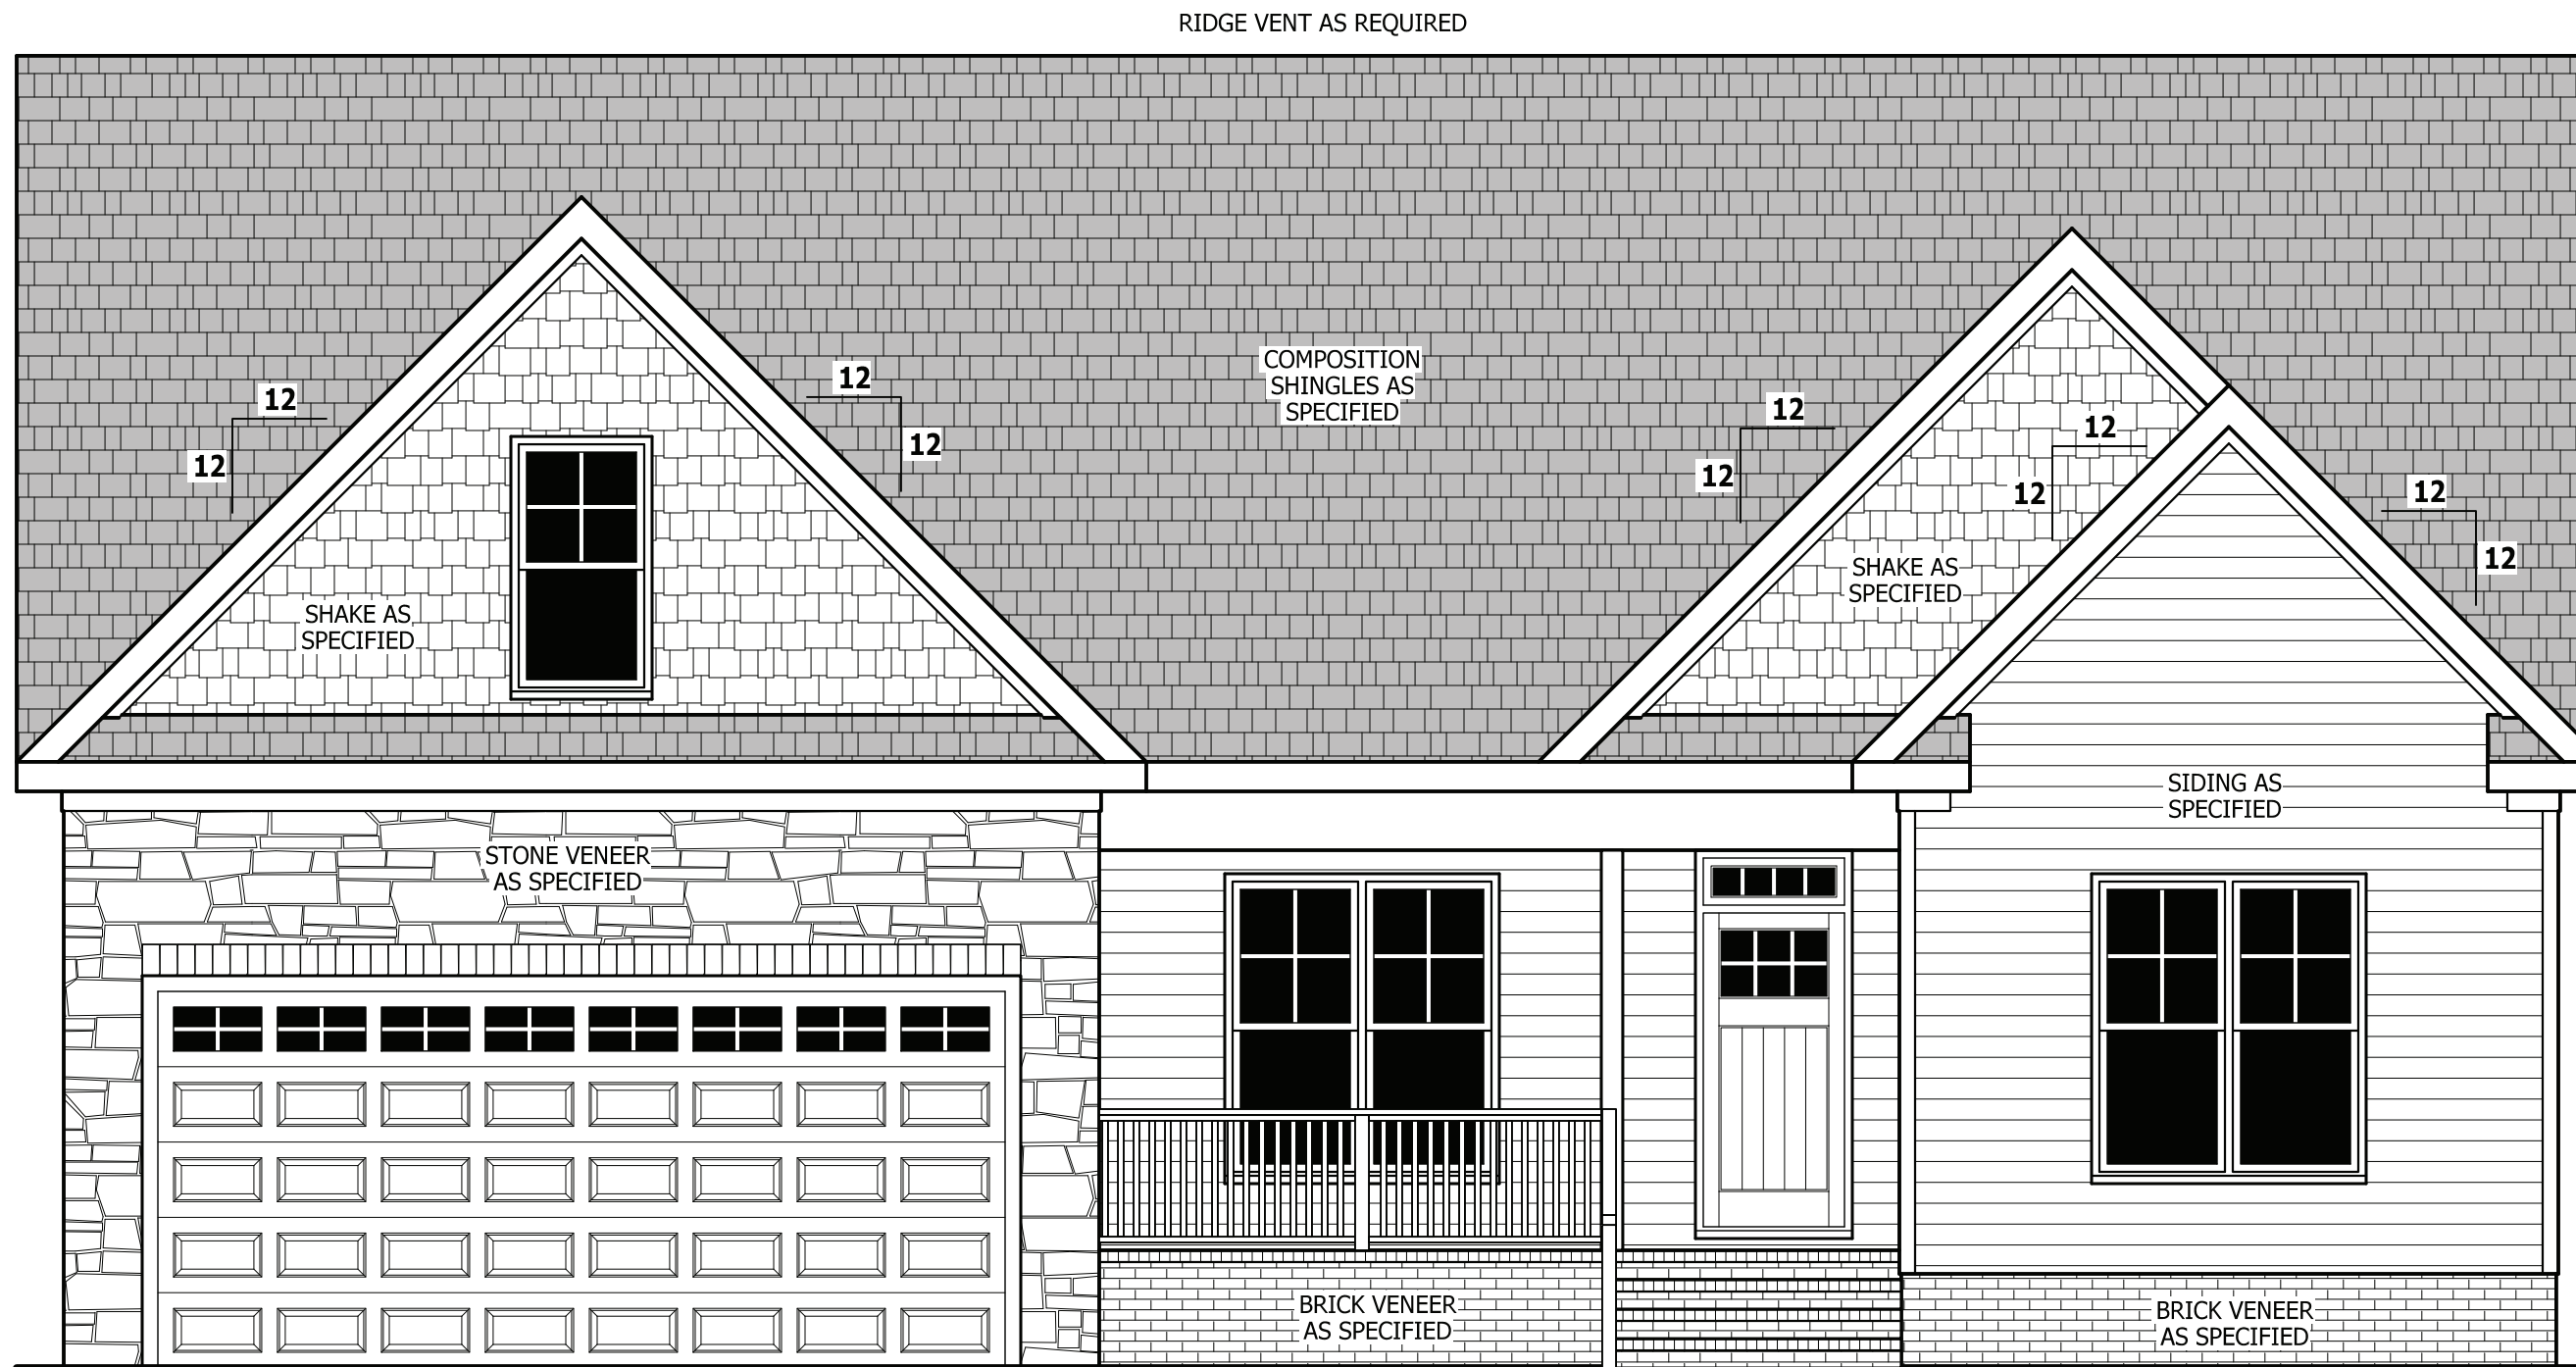 RIDGE VENT AS REQUIRED
12
12
12
12
COMPOSITION
SHINGLES AS
SPECIFIED
12
12
12
12
12
12
SHAKE AS
SPECIFIED
SHAKE AS
SPECIFIED
SIDING AS
SPECIFIED
STONE VENEER
AS SPECIFIED
BRICK VENEER
AS SPECIFIED
BRICK VENEER
AS SPECIFIED